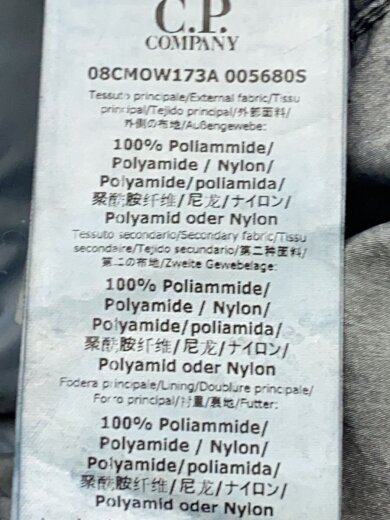 C.P.
COMPANY
08CMOW173A 005680S
Tessuto principale/External fabric/Tissu
principal/Tejido principal/外部面料/
外側の布地/Außengewebe:
100% Poliammide/
Polyamide / Nylon/
Polyamide/poliamida/
聚酰胺纤维/尼龙/ナイロン/
Polyamid oder Nylon
Tessuto secondario/Secondary fabric/Tissu
secondaire/Tejido secundario/第二种面料/
第二の布地/Zweite Gewebelage:
100% Poliammide/
Polyamide / Nylon/
Polyamide/poliamida/
聚酰胺纤维/尼龙/ナイロン/
Polyamid oder Nylon
Fodera principale/Lining/Doublure principale/
Forro principal/衬里/裏地/Futter:
100% Poliammide/
Polyamide / Nylon/
Polyamide/poliamida/
聚酰胺纤维/尼龙/ナイロン/
Polyamid oder Nylon